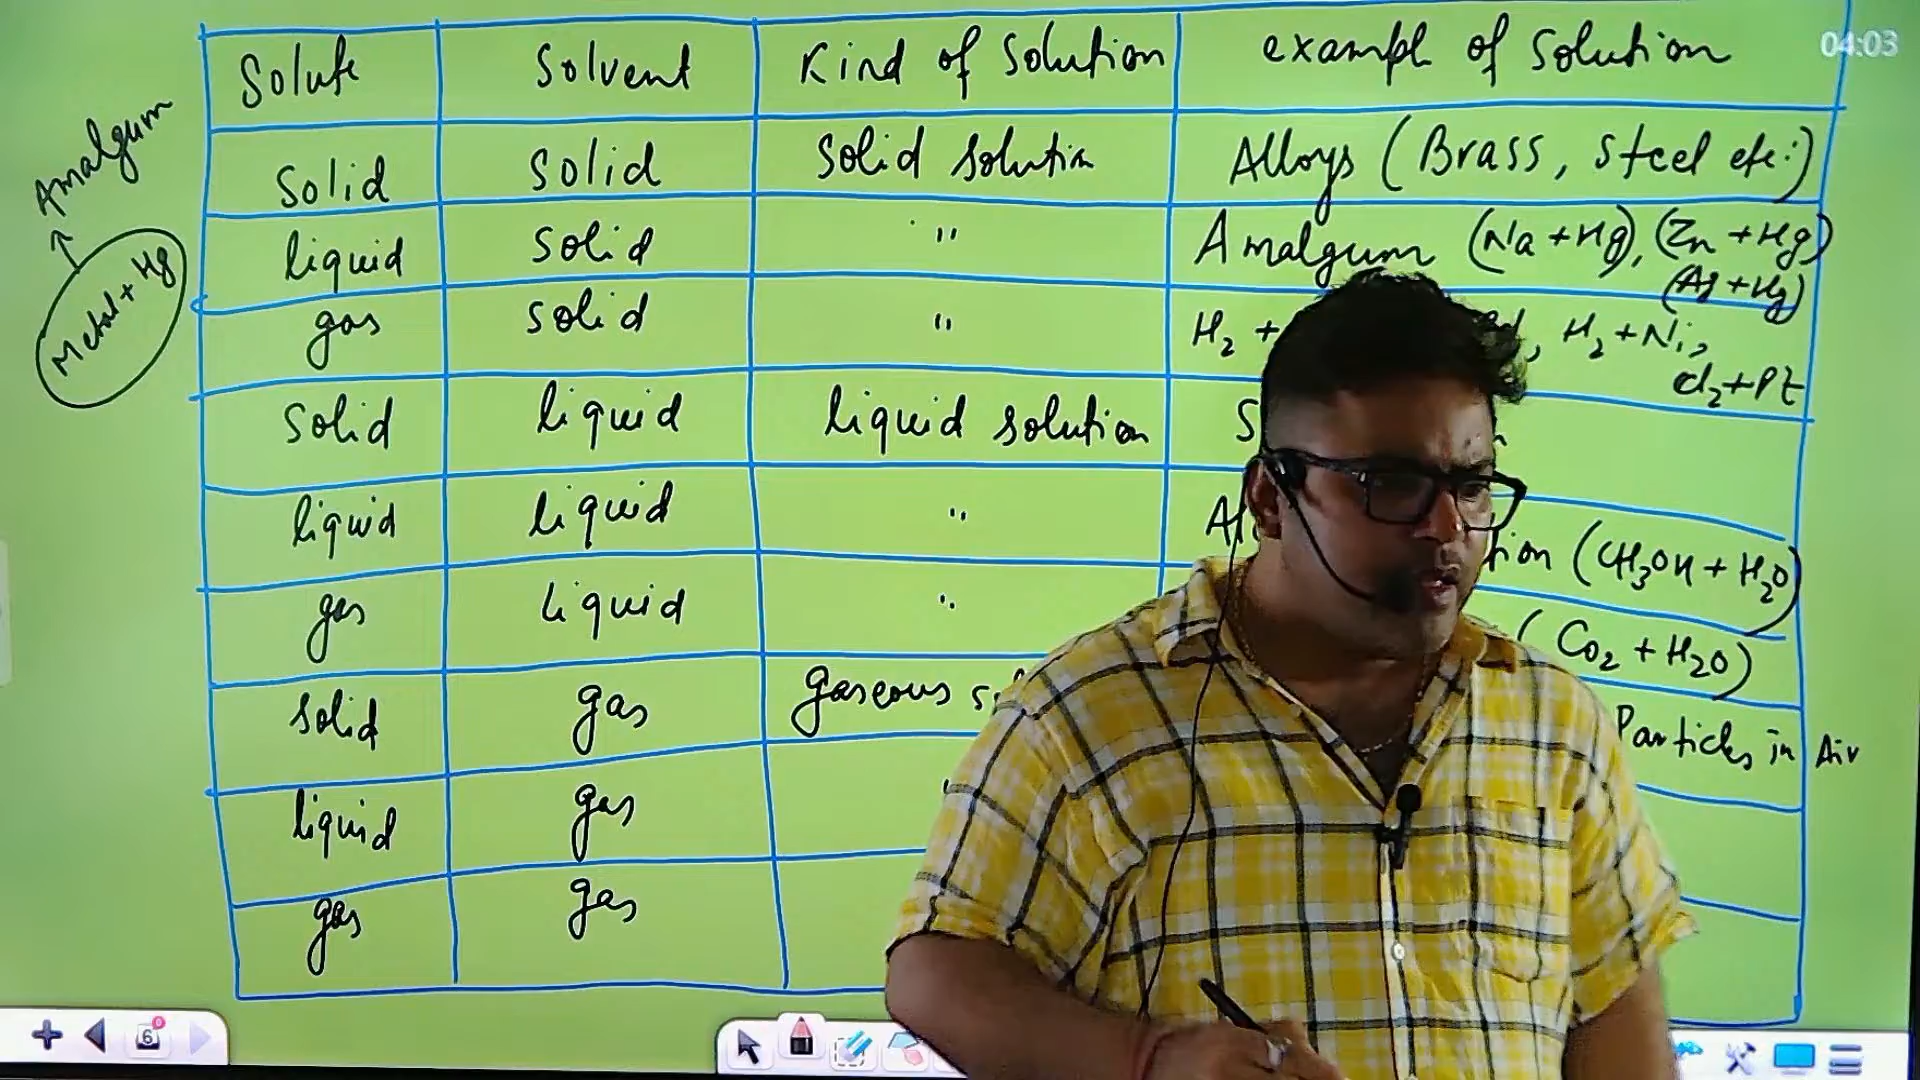 04:03
Solute Solvent Kind of Solution example of Solution
Solid Solid Solid Solution Alloys (Brass, Steel etc.)
liquid Solid " Amalgum (Na + Hg), (Zn + Hg)
(Ag + Hg)
gas Solid " H2 + , H2 + Ni,
Cl2 + Pt
Solid liquid liquid solution
liquid liquid " (CH3OH + H2O)
gas liquid " (CO2 + H2O)
solid gas gaseous Particles in Air
liquid gas "
gas gas
Amalgum
Metal + Hg
6